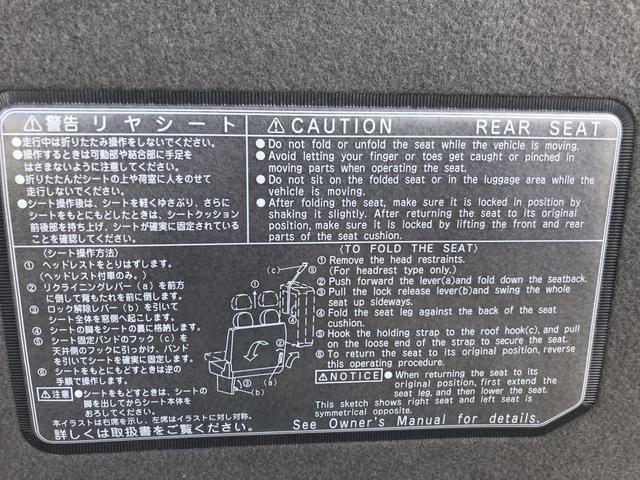 ⚠警告 リヤシート
●走行中は折りたたみ操作をしないでください。
●操作するときは可動部や結合部に手足を
はさまないように注意してください。
●折りたたんだシートの上や荷室に人をのせて
走行しないでください。
●シート操作後は、シートを軽くゆさぶり、さらに
シートをもとにもどしたときは、シートクッション
前後部を持ち上げ、シートが確実に固定されている
ことを確認してください。
⚠CAUTION REAR SEAT
● Do not fold or unfold the seat while the vehicle is moving.
● Avoid letting your finger or toes get caught or pinched in
moving parts when operating the seat.
● Do not sit on the folded seat or in the luggage area while the
vehicle is moving.
● After folding the seat, make sure it is locked in position by
shaking it slightly. After returning the seat to its original
position, make sure it is locked by lifting the front and rear
parts of the seat cushion.
〈シート操作方法〉
① ヘッドレストをとりはずします。
(ヘッドレスト付車のみ。)
② リクライニングレバー (a) を前方
に倒して背もたれを前に倒します。
③ ロック解除レバー (b) を引いて
シート全体を窓側へ起こします。
④ シートの脚をシートの裏に格納します。
⑤ シート固定バンドのフック (c) を
天井側のフックに引っかけ、バンド
を引いてシートを確実に固定します。
⑥ シートをもとにもどすときは逆の
手順で操作します。
⚠注意 ●シートをもどすときは、シートの
脚を出してからシート本体を
おろしてください。
本イラストは右席を示し、左席は本イラストに対し対称。
詳しくは取扱書をご覧ください。
(c)
⑤
①
③
②
④
(b)
(a)
〈TO FOLD THE SEAT〉
① Remove the head restraints.
(For headrest type only.)
② Push forward the lever(a)and fold down the seatback.
③ Pull the lock release lever(b)and swing the whole
seat up sideways.
④ Fold the seat leg against the back of the seat
cushion.
⑤ Hook the holding strap to the roof hook(c), and pull
on the loose end of the strap to secure the seat.
⑥ To return the seat to its original position, reverse
this operating procedure.
⚠NOTICE ● When returning the seat to its
original position, first extend the
seat leg, and then lower the seat.
This sketch shows right seat and left seat is
symmetrical opposite.
See Owner's Manual for details.